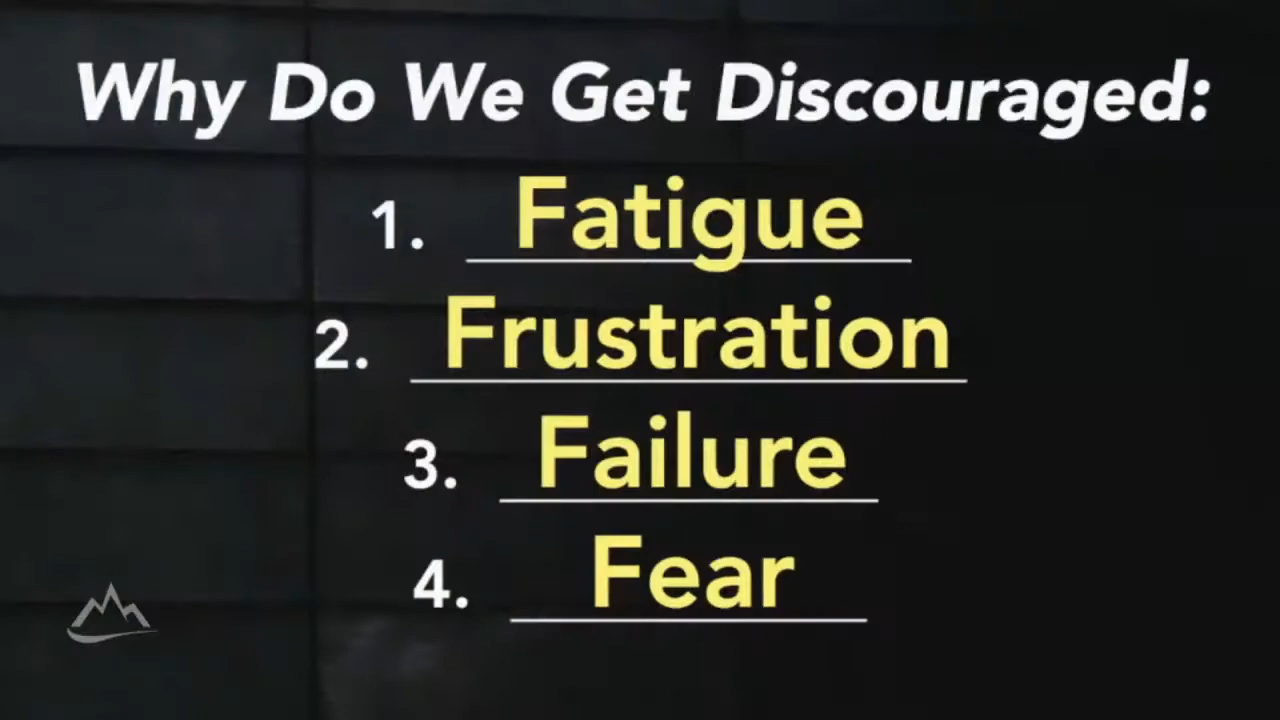 Why Do We Get Discouraged:
1. Fatigue
2. Frustration
3. Failure
4. Fear